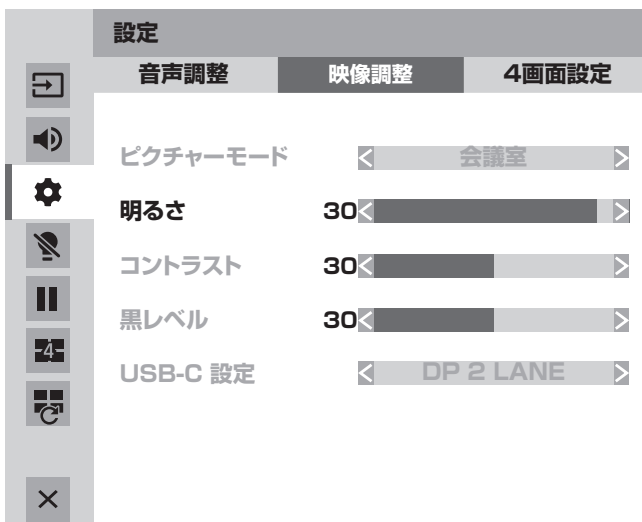 設定
音声調整 映像調整 4画面設定
ピクチャーモード 会議室
明るさ 30
コントラスト 30
黒レベル 30
-4-
USB-C 設定 DP 2 LANE